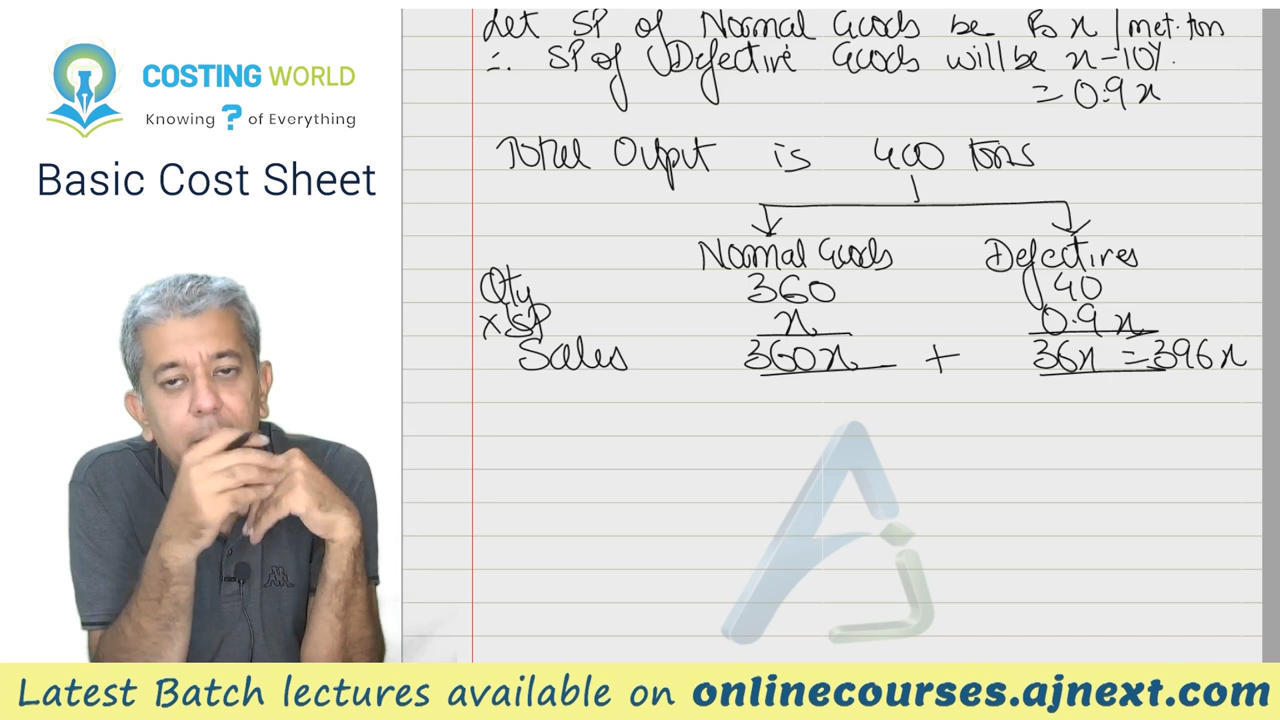 COSTING WORLD
Knowing ? of Everything
Basic Cost Sheet
Let SP of Normal Goods be Rs x / met. ton
∴ SP of Defective Goods will be x - 10%.
= 0.9x
Total Output is 400 tons
Normal Goods Defectives
Qty 360 40
x SP x 0.9x
Sales 360x + 36x = 396x
Latest Batch lectures available on onlinecourses.ajnext.com